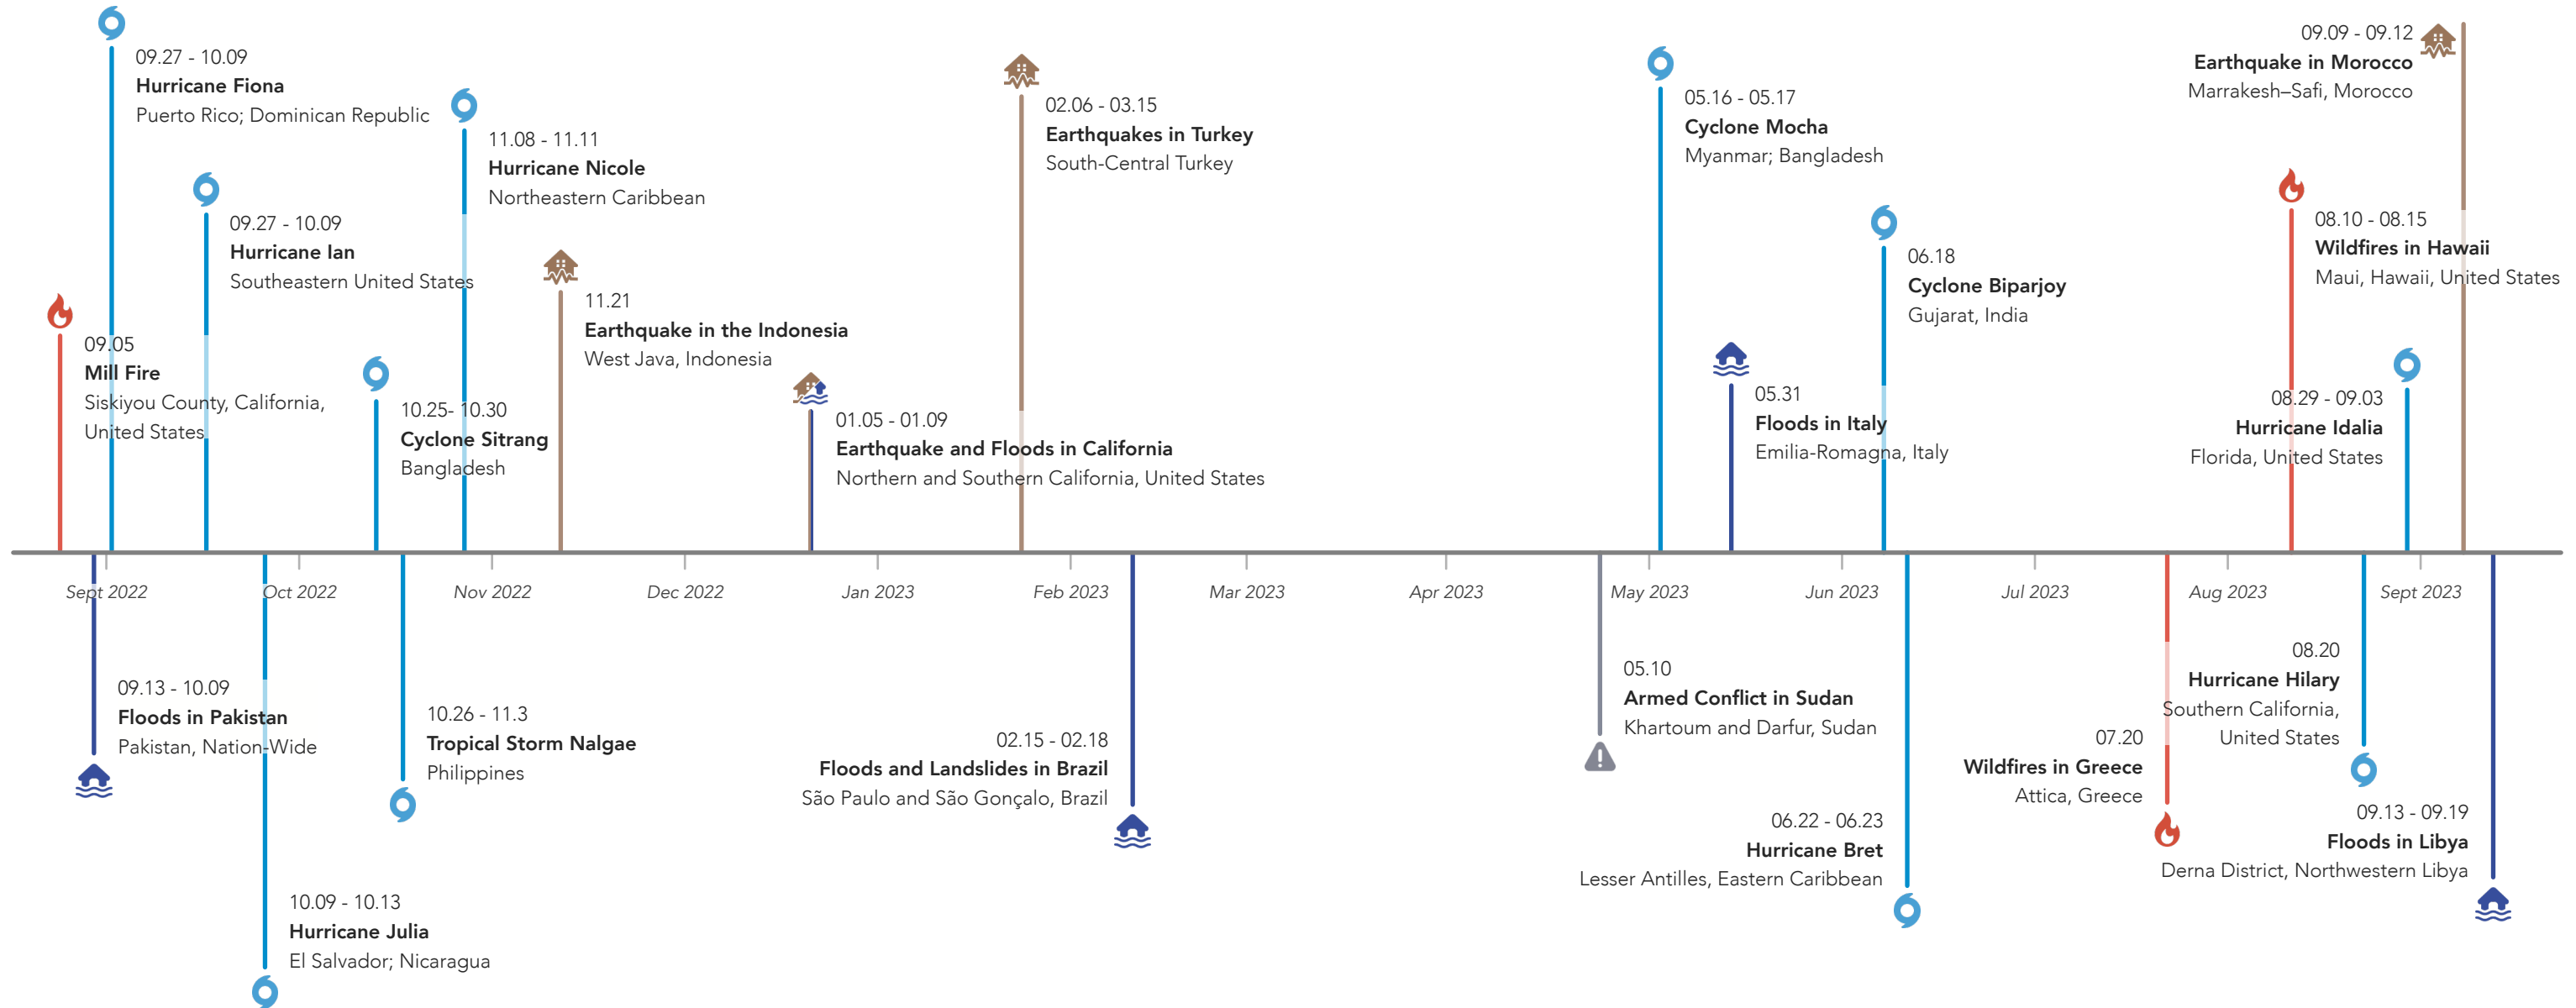 09.27 - 10.09
Hurricane Fiona
Puerto Rico; Dominican Republic
09.27 - 10.09
Hurricane Ian
Southeastern United States
09.05
Mill Fire
Siskiyou County, California,
United States
10.25- 10.30
Cyclone Sitrang
Bangladesh
11.08 - 11.11
Hurricane Nicole
Northeastern Caribbean
11.21
Earthquake in the Indonesia
West Java, Indonesia
01.05 - 01.09
Earthquake and Floods in California
Northern and Southern California, United States
02.06 - 03.15
Earthquakes in Turkey
South-Central Turkey
05.16 - 05.17
Cyclone Mocha
Myanmar; Bangladesh
05.31
Floods in Italy
Emilia-Romagna, Italy
06.18
Cyclone Biparjoy
Gujarat, India
09.09 - 09.12
Earthquake in Morocco
Marrakesh–Safi, Morocco
08.10 - 08.15
Wildfires in Hawaii
Maui, Hawaii, United States
08.29 - 09.03
Hurricane Idalia
Florida, United States
Sept 2022
Oct 2022
Nov 2022
Dec 2022
Jan 2023
Feb 2023
Mar 2023
Apr 2023
May 2023
Jun 2023
Jul 2023
Aug 2023
Sept 2023
09.13 - 10.09
Floods in Pakistan
Pakistan, Nation-Wide
10.09 - 10.13
Hurricane Julia
El Salvador; Nicaragua
10.26 - 11.3
Tropical Storm Nalgae
Philippines
02.15 - 02.18
Floods and Landslides in Brazil
São Paulo and São Gonçalo, Brazil
05.10
Armed Conflict in Sudan
Khartoum and Darfur, Sudan
06.22 - 06.23
Hurricane Bret
Lesser Antilles, Eastern Caribbean
07.20
Wildfires in Greece
Attica, Greece
08.20
Hurricane Hilary
Southern California,
United States
09.13 - 09.19
Floods in Libya
Derna District, Northwestern Libya